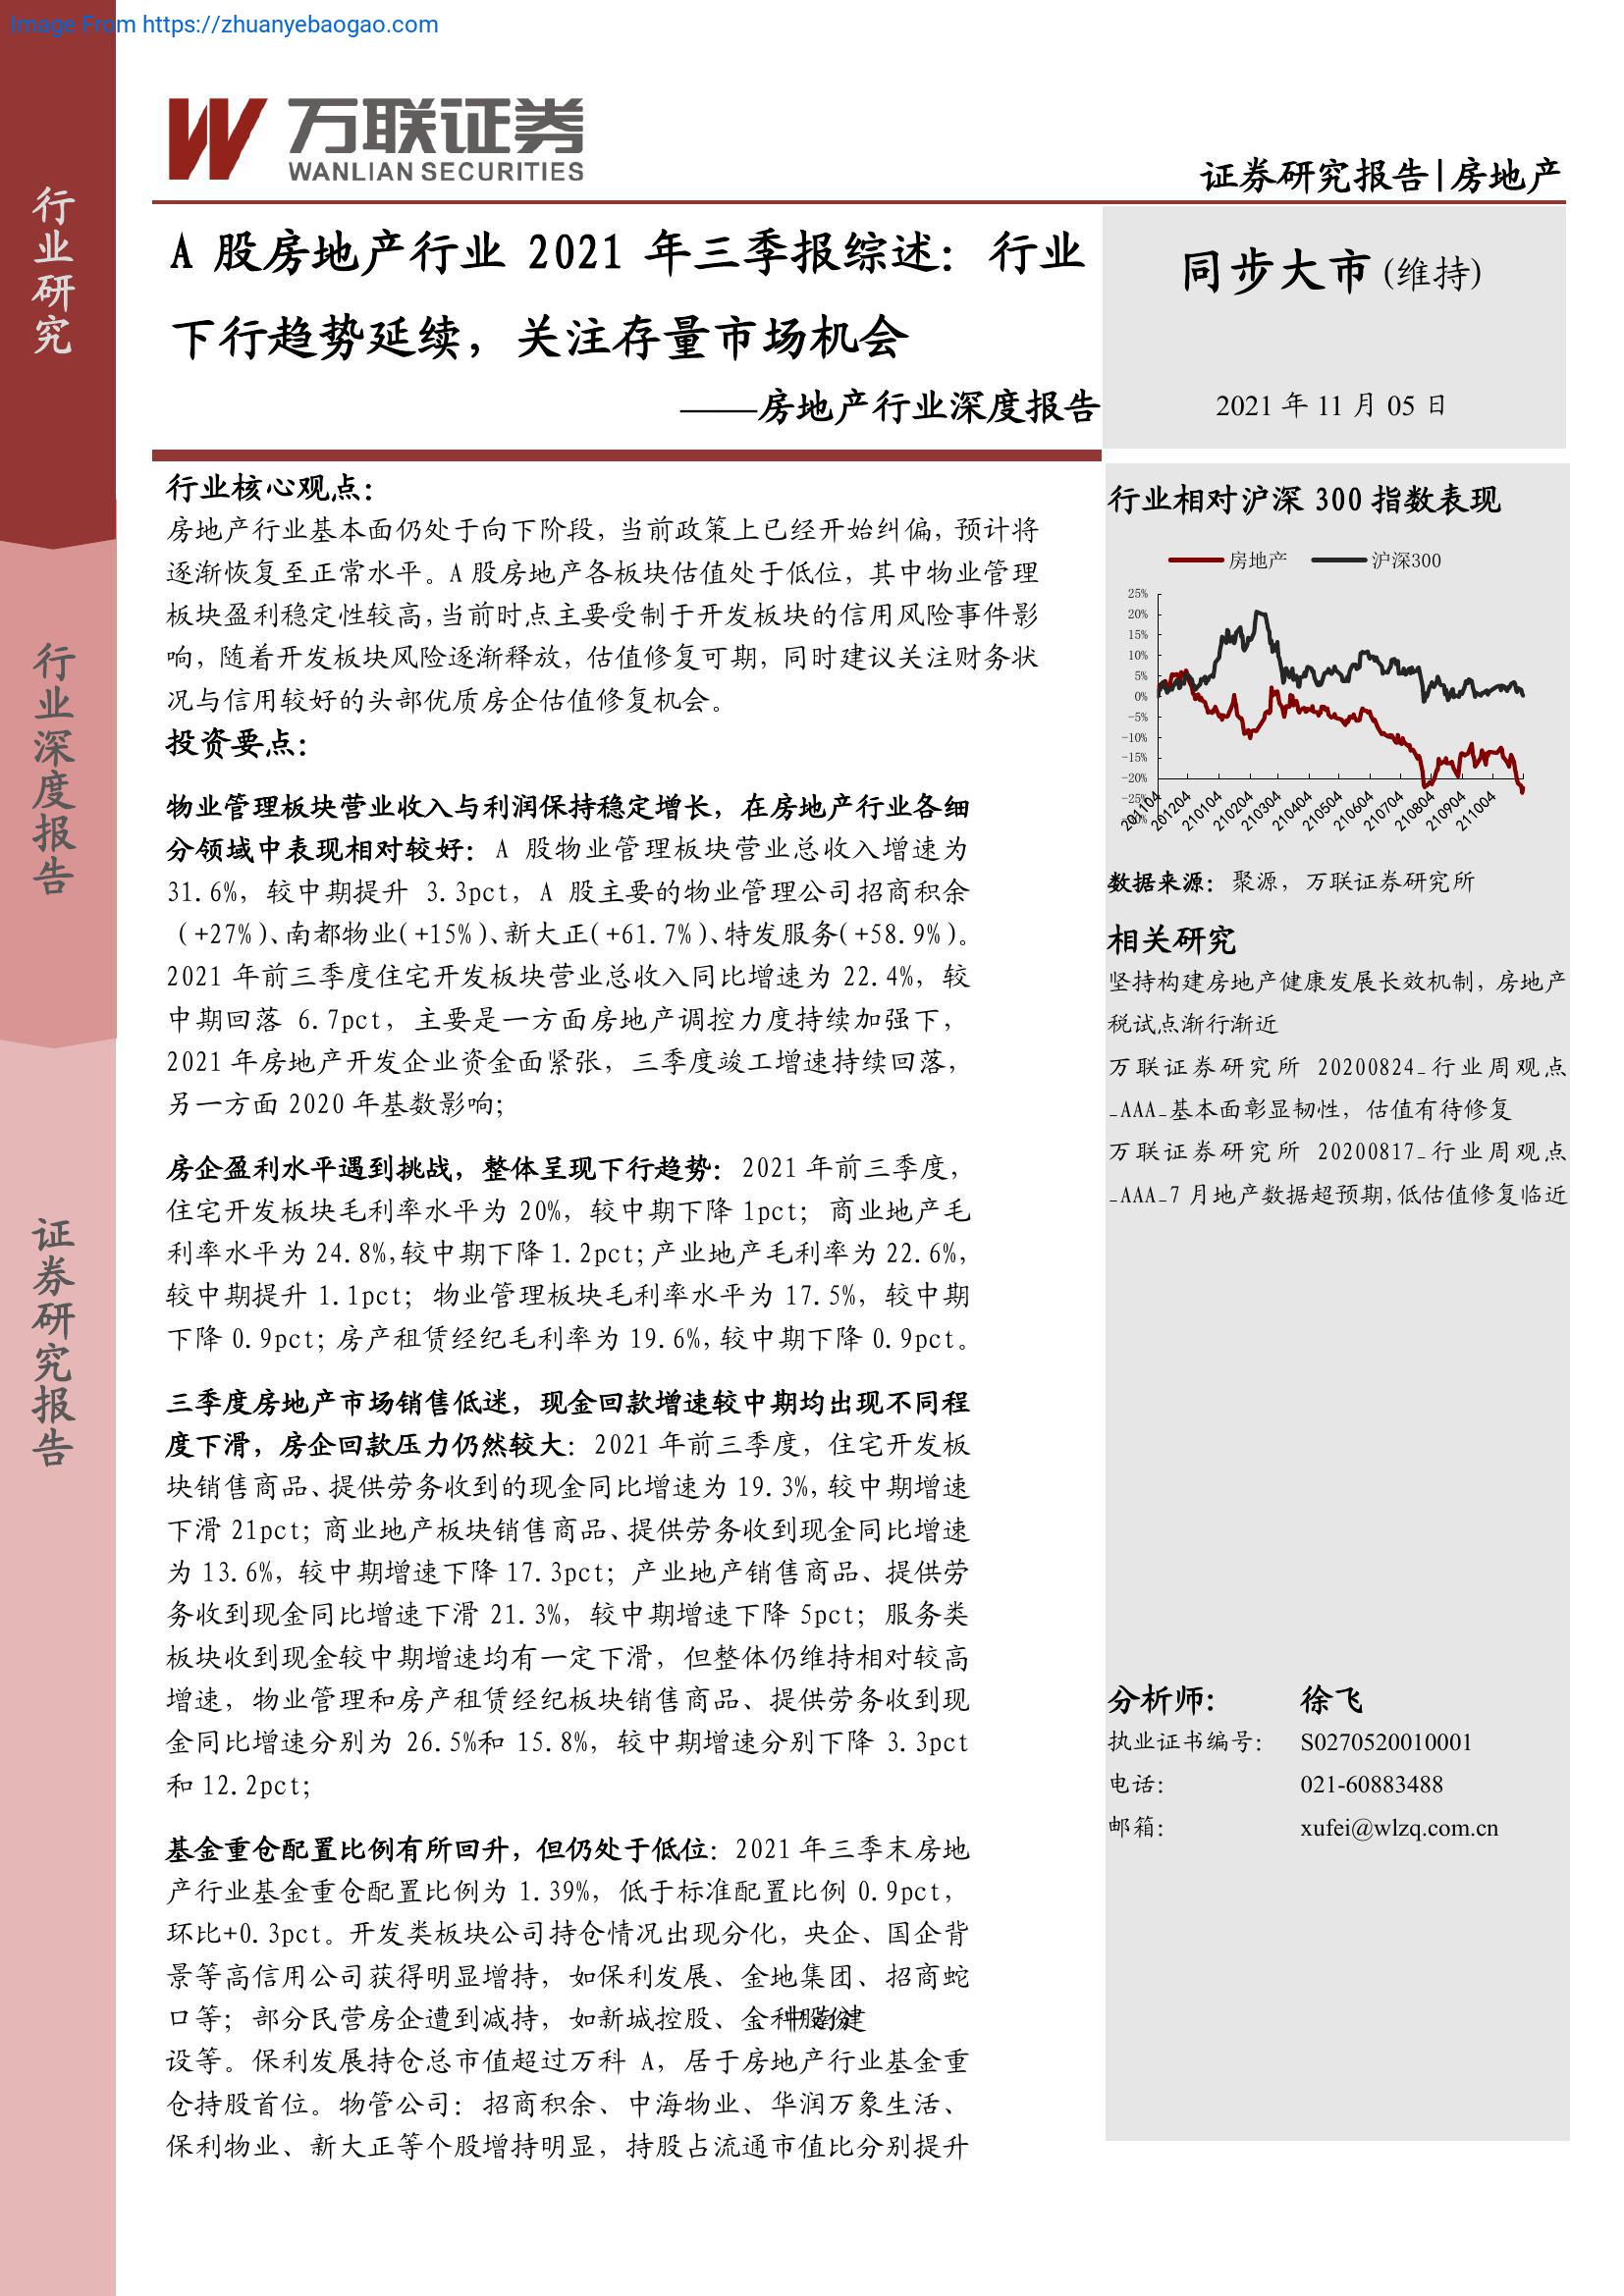 Image From https://zhuanyebaogao.com
行业研究
行业深度报告
证券研究报告
万联证券
WANLIAN SECURITIES
证券研究报告|房地产
A 股房地产行业 2021 年三季报综述：行业
下行趋势延续，关注存量市场机会
——房地产行业深度报告
同步大市(维持)
2021 年 11 月 05 日
行业核心观点：
房地产行业基本面仍处于向下阶段，当前政策上已经开始纠偏，预计将
逐渐恢复至正常水平。A 股房地产各板块估值处于低位，其中物业管理
板块盈利稳定性较高，当前时点主要受制于开发板块的信用风险事件影
响，随着开发板块风险逐渐释放，估值修复可期，同时建议关注财务状
况与信用较好的头部优质房企估值修复机会。
投资要点：
物业管理板块营业收入与利润保持稳定增长，在房地产行业各细
分领域中表现相对较好：A 股物业管理板块营业总收入增速为
31.6%，较中期提升 3.3pct，A 股主要的物业管理公司招商积余
（+27%）、南都物业(+15%)、新大正(+61.7%)、特发服务(+58.9%)。
2021 年前三季度住宅开发板块营业总收入同比增速为 22.4%，较
中期回落 6.7pct，主要是一方面房地产调控力度持续加强下，
2021 年房地产开发企业资金面紧张，三季度竣工增速持续回落，
另一方面 2020 年基数影响；
房企盈利水平遇到挑战，整体呈现下行趋势：2021 年前三季度，
住宅开发板块毛利率水平为 20%，较中期下降 1pct；商业地产毛
利率水平为 24.8%,较中期下降 1.2pct；产业地产毛利率为 22.6%，
较中期提升 1.1pct；物业管理板块毛利率水平为 17.5%，较中期
下降 0.9pct；房产租赁经纪毛利率为 19.6%，较中期下降 0.9pct。
三季度房地产市场销售低迷，现金回款增速较中期均出现不同程
度下滑，房企回款压力仍然较大：2021 年前三季度，住宅开发板
块销售商品、提供劳务收到的现金同比增速为 19.3%，较中期增速
下滑 21pct；商业地产板块销售商品、提供劳务收到现金同比增速
为 13.6%，较中期增速下降 17.3pct；产业地产销售商品、提供劳
务收到现金同比增速下滑 21.3%，较中期增速下降 5pct；服务类
板块收到现金较中期增速均有一定下滑，但整体仍维持相对较高
增速，物业管理和房产租赁经纪板块销售商品、提供劳务收到现
金同比增速分别为 26.5%和 15.8%，较中期增速分别下降 3.3pct
和 12.2pct；
基金重仓配置比例有所回升，但仍处于低位：2021 年三季末房地
产行业基金重仓配置比例为 1.39%，低于标准配置比例 0.9pct，
环比+0.3pct。开发类板块公司持仓情况出现分化，央企、国企背
景等高信用公司获得明显增持，如保利发展、金地集团、招商蛇
口等；部分民营房企遭到减持，如新城控股、金科股份、中南建
设等。保利发展持仓总市值超过万科 A，居于房地产行业基金重
仓持股首位。物管公司：招商积余、中海物业、华润万象生活、
保利物业、新大正等个股增持明显，持股占流通市值比分别提升
行业相对沪深 300 指数表现
房地产 沪深300
25%
20%
15%
10%
5%
0%
-5%
-10%
-15%
-20%
-25%
201104 201204 210104 210204 210304 210404 210504 210604 210704 210804 210904 211004
数据来源：聚源，万联证券研究所
相关研究
坚持构建房地产健康发展长效机制，房地产
税试点渐行渐近
万联证券研究所 20200824_行业周观点
_AAA_基本面彰显韧性，估值有待修复
万联证券研究所 20200817_行业周观点
_AAA_7 月地产数据超预期,低估值修复临近
分析师： 徐飞
执业证书编号： S0270520010001
电话： 021-60883488
邮箱： xufei@wlzq.com.cn